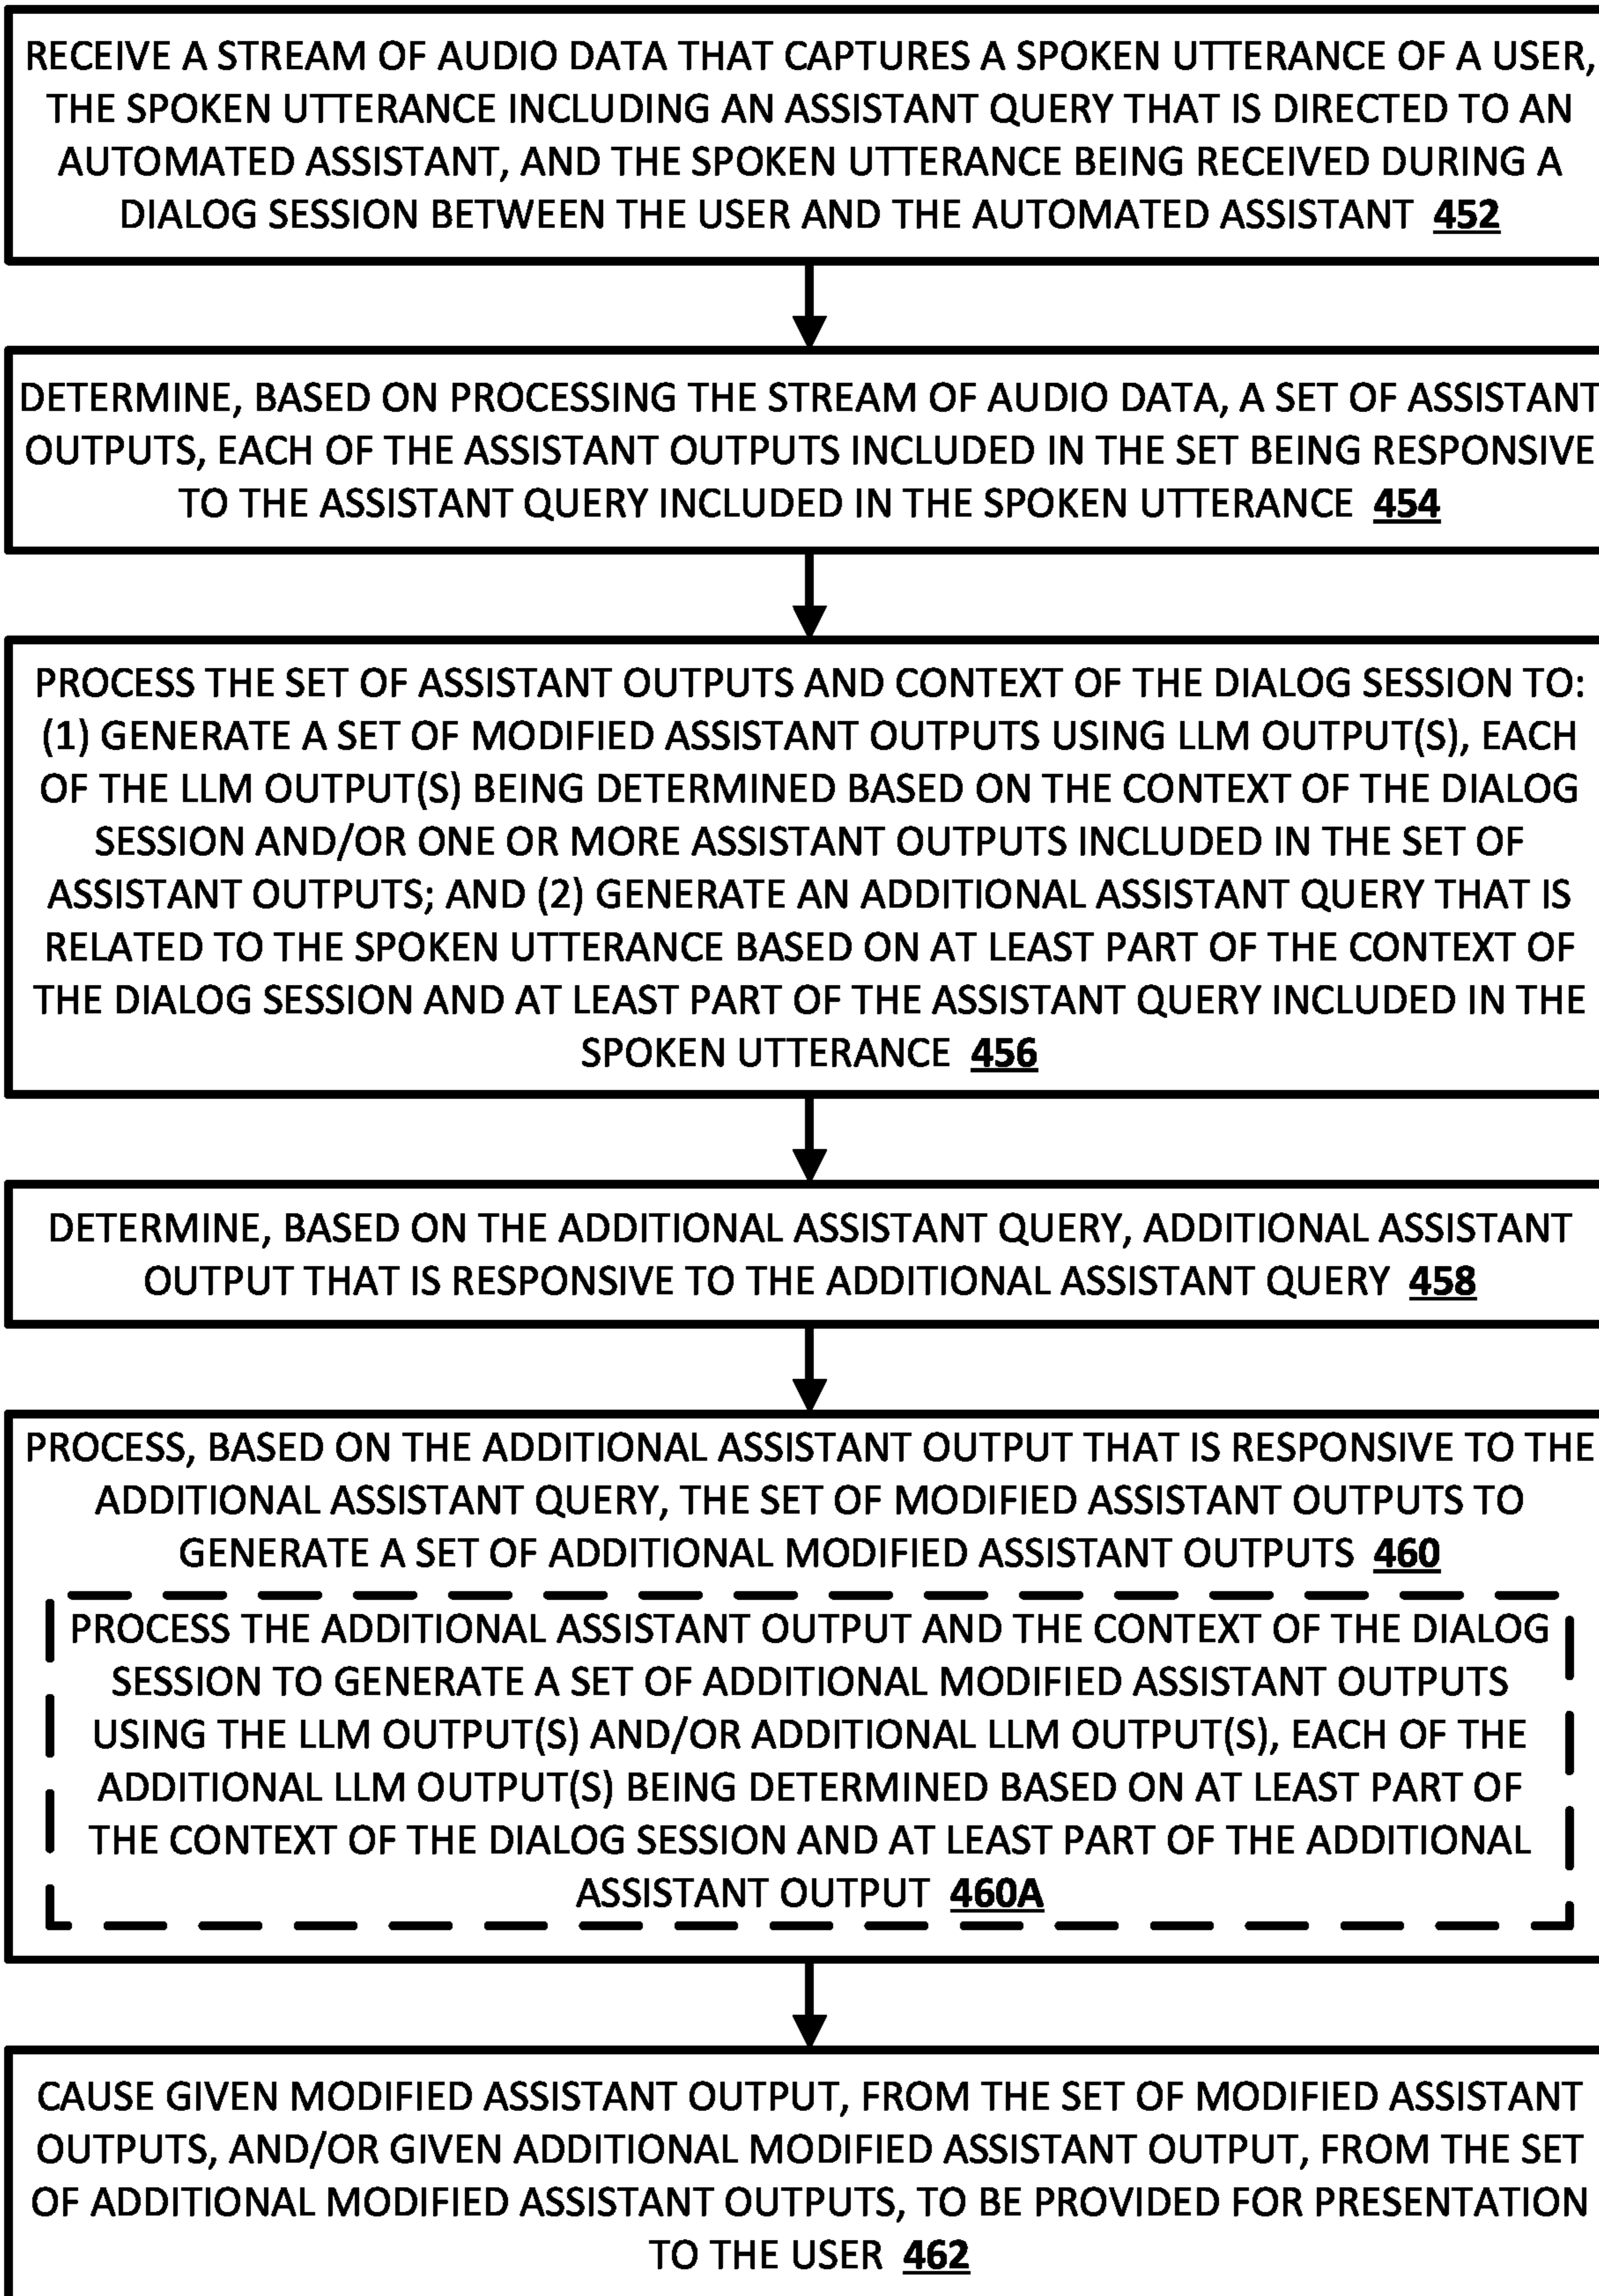 RECEIVE A STREAM OF AUDIO DATA THAT CAPTURES A SPOKEN UTTERANCE OF A USER,
THE SPOKEN UTTERANCE INCLUDING AN ASSISTANT QUERY THAT IS DIRECTED TO AN
AUTOMATED ASSISTANT, AND THE SPOKEN UTTERANCE BEING RECEIVED DURING A
DIALOG SESSION BETWEEN THE USER AND THE AUTOMATED ASSISTANT 452
DETERMINE, BASED ON PROCESSING THE STREAM OF AUDIO DATA, A SET OF ASSISTANT
OUTPUTS, EACH OF THE ASSISTANT OUTPUTS INCLUDED IN THE SET BEING RESPONSIVE
TO THE ASSISTANT QUERY INCLUDED IN THE SPOKEN UTTERANCE 454
PROCESS THE SET OF ASSISTANT OUTPUTS AND CONTEXT OF THE DIALOG SESSION TO:
(1) GENERATE A SET OF MODIFIED ASSISTANT OUTPUTS USING LLM OUTPUT(S), EACH
OF THE LLM OUTPUT(S) BEING DETERMINED BASED ON THE CONTEXT OF THE DIALOG
SESSION AND/OR ONE OR MORE ASSISTANT OUTPUTS INCLUDED IN THE SET OF
ASSISTANT OUTPUTS; AND (2) GENERATE AN ADDITIONAL ASSISTANT QUERY THAT IS
RELATED TO THE SPOKEN UTTERANCE BASED ON AT LEAST PART OF THE CONTEXT OF
THE DIALOG SESSION AND AT LEAST PART OF THE ASSISTANT QUERY INCLUDED IN THE
SPOKEN UTTERANCE 456
DETERMINE, BASED ON THE ADDITIONAL ASSISTANT QUERY, ADDITIONAL ASSISTANT
OUTPUT THAT IS RESPONSIVE TO THE ADDITIONAL ASSISTANT QUERY 458
PROCESS, BASED ON THE ADDITIONAL ASSISTANT OUTPUT THAT IS RESPONSIVE TO THE
ADDITIONAL ASSISTANT QUERY, THE SET OF MODIFIED ASSISTANT OUTPUTS TO
GENERATE A SET OF ADDITIONAL MODIFIED ASSISTANT OUTPUTS 460
PROCESS THE ADDITIONAL ASSISTANT OUTPUT AND THE CONTEXT OF THE DIALOG
SESSION TO GENERATE A SET OF ADDITIONAL MODIFIED ASSISTANT OUTPUTS
USING THE LLM OUTPUT(S) AND/OR ADDITIONAL LLM OUTPUT(S), EACH OF THE
ADDITIONAL LLM OUTPUT(S) BEING DETERMINED BASED ON AT LEAST PART OF
THE CONTEXT OF THE DIALOG SESSION AND AT LEAST PART OF THE ADDITIONAL
ASSISTANT OUTPUT 460A
CAUSE GIVEN MODIFIED ASSISTANT OUTPUT, FROM THE SET OF MODIFIED ASSISTANT
OUTPUTS, AND/OR GIVEN ADDITIONAL MODIFIED ASSISTANT OUTPUT, FROM THE SET
OF ADDITIONAL MODIFIED ASSISTANT OUTPUTS, TO BE PROVIDED FOR PRESENTATION
TO THE USER 462